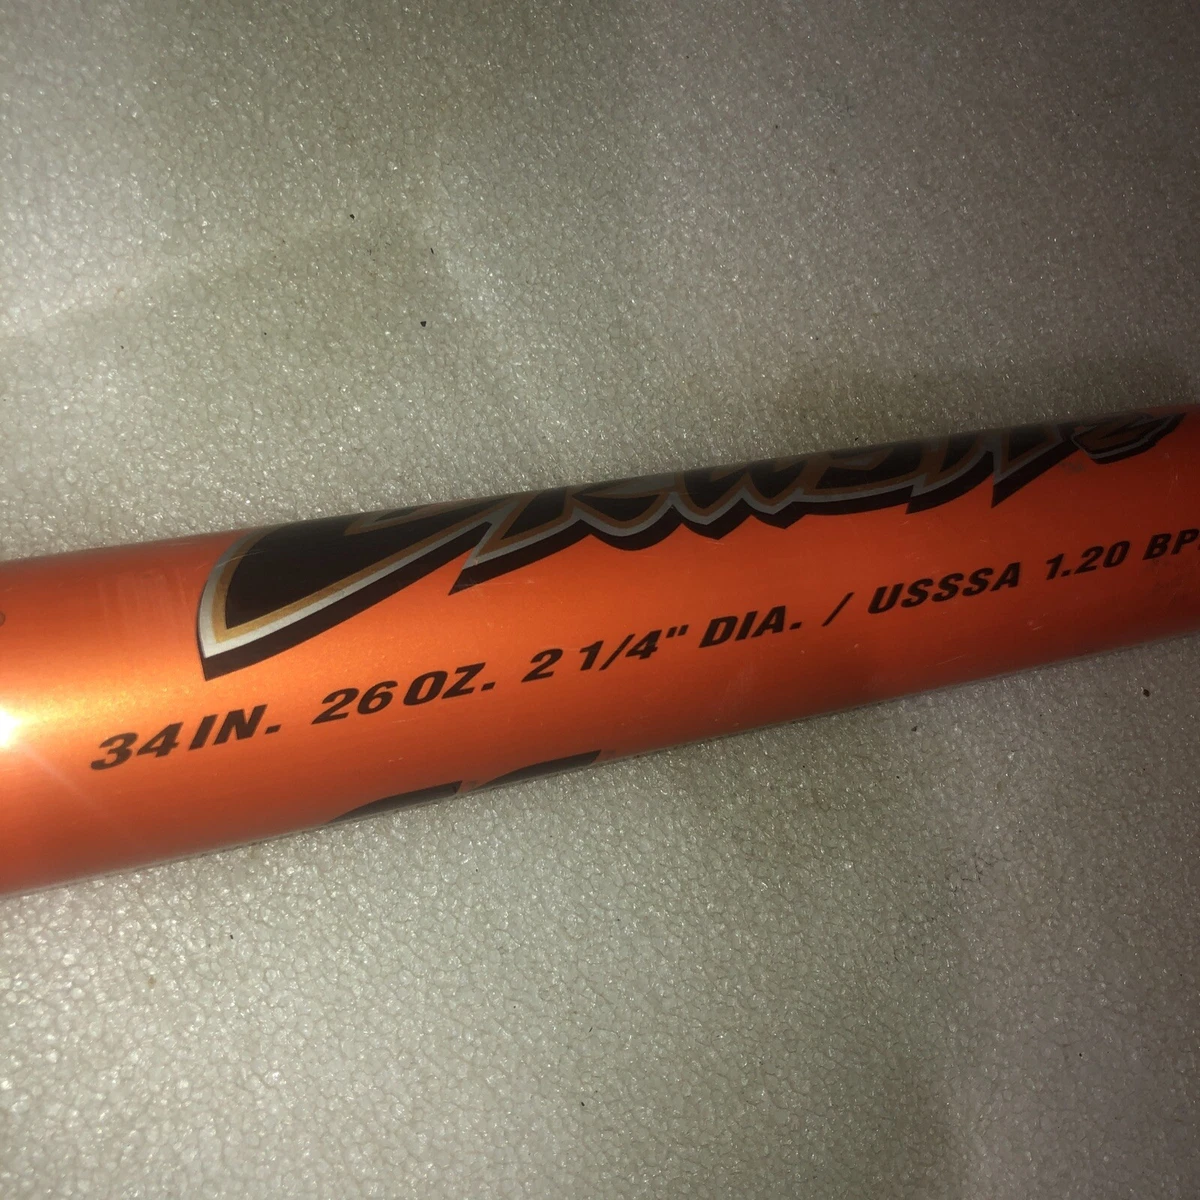 34 IN. 26 OZ. 2 1/4" DIA. / USSSA 1.20 BP